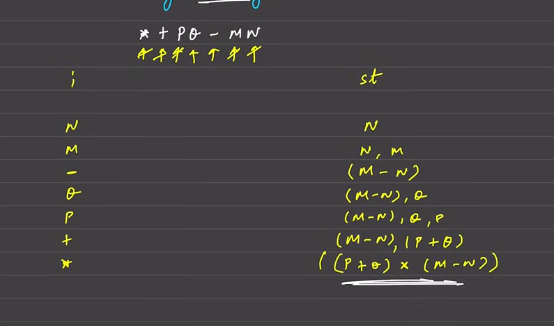 * + P Q - M N
i st
N N
M N, M
- (M-N)
Q (M-N), Q
P (M-N), Q, P
+ (M-N), (P+Q)
* ((P+Q) * (M-N))